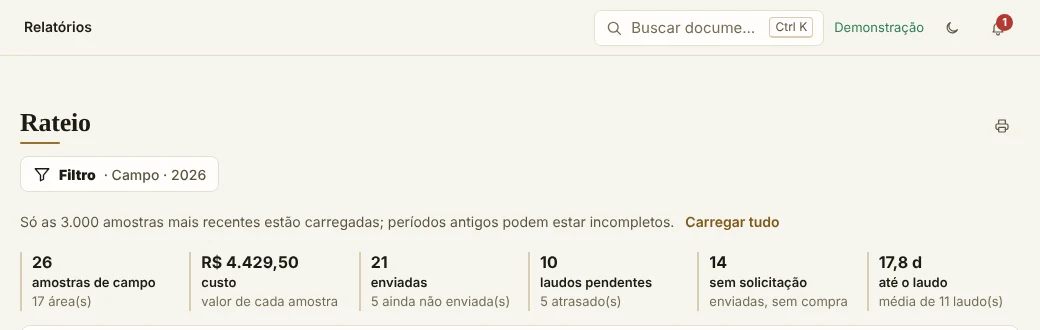 Relatórios
Buscar docume... Ctrl K
Demonstração
1
Rateio
Filtro · Campo · 2026
Só as 3.000 amostras mais recentes estão carregadas; períodos antigos podem estar incompletos. Carregar tudo
26
amostras de campo
17 área(s)
R$ 4.429,50
custo
valor de cada amostra
21
enviadas
5 ainda não enviada(s)
10
laudos pendentes
5 atrasado(s)
14
sem solicitação
enviadas, sem compra
17,8 d
até o laudo
média de 11 laudo(s)